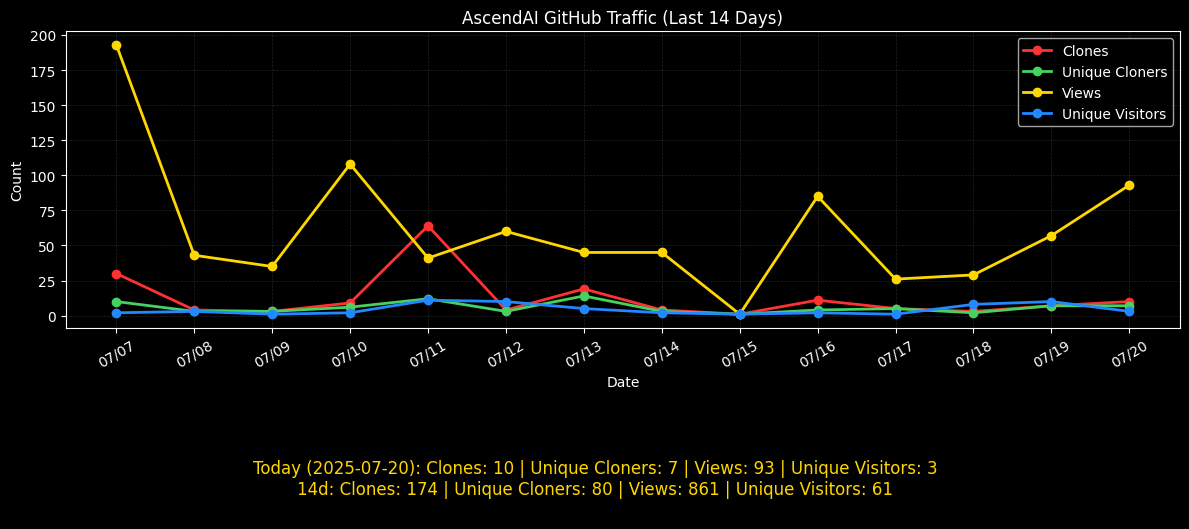 AscendAI GitHub Traffic (Last 14 Days)
200
175
150
125
100
75
50
25
0
Count
Clones
Unique Cloners
Views
Unique Visitors
07/07 07/08 07/09 07/10 07/11 07/12 07/13 07/14 07/15 07/16 07/17 07/18 07/19 07/20
Date
Today (2025-07-20): Clones: 10 | Unique Cloners: 7 | Views: 93 | Unique Visitors: 3
14d: Clones: 174 | Unique Cloners: 80 | Views: 861 | Unique Visitors: 61